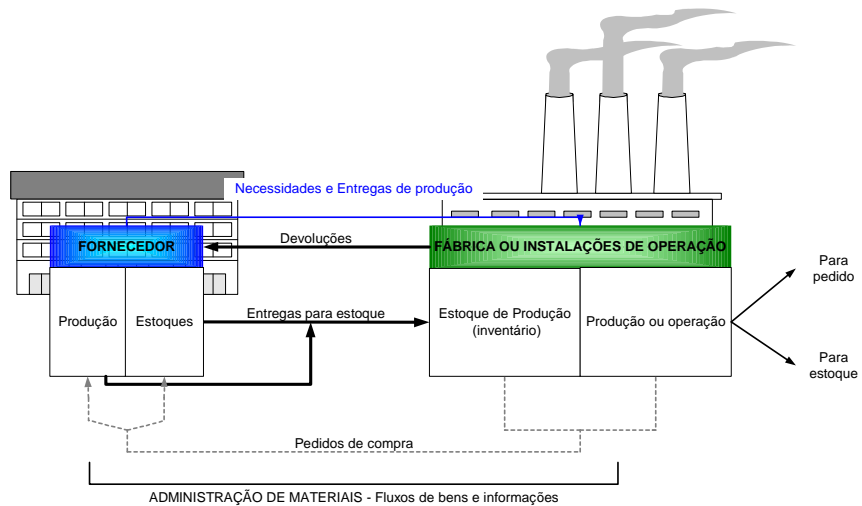 Necessidades e Entregas de produção
FORNECEDOR
Devoluções
FÁBRICA OU INSTALAÇÕES DE OPERAÇÃO
Para
pedido
Produção
Estoques
Entregas para estoque
Estoque de Produção
(inventário)
Produção ou operação
Para
estoque
Pedidos de compra
ADMINISTRAÇÃO DE MATERIAIS - Fluxos de bens e informações